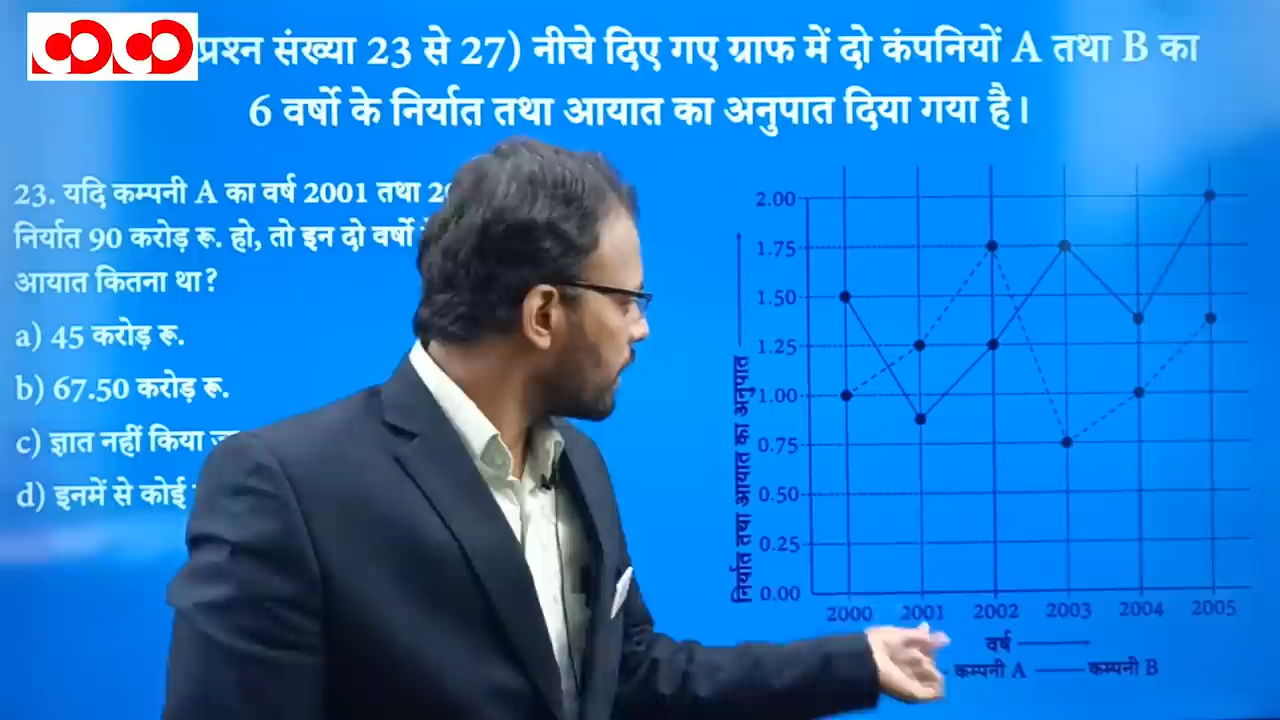 प्रश्न संख्या 23 से 27) नीचे दिए गए ग्राफ में दो कंपनियों A तथा B का
6 वर्षो के निर्यात तथा आयात का अनुपात दिया गया है।
23. यदि कम्पनी A का वर्ष 2001 तथा
निर्यात 90 करोड़ रू. हो, तो इन दो वर्षो
आयात कितना था?
a) 45 करोड़ रू.
b) 67.50 करोड़ रू.
c) ज्ञात नहीं किया
d) इनमें से कोई
2.00
1.75
1.50
1.25
1.00
0.75
0.50
0.25
0.00
निर्यात तथा आयात का अनुपात
2000 2001 2002 2003 2004 2005
वर्ष
कम्पनी A कम्पनी B